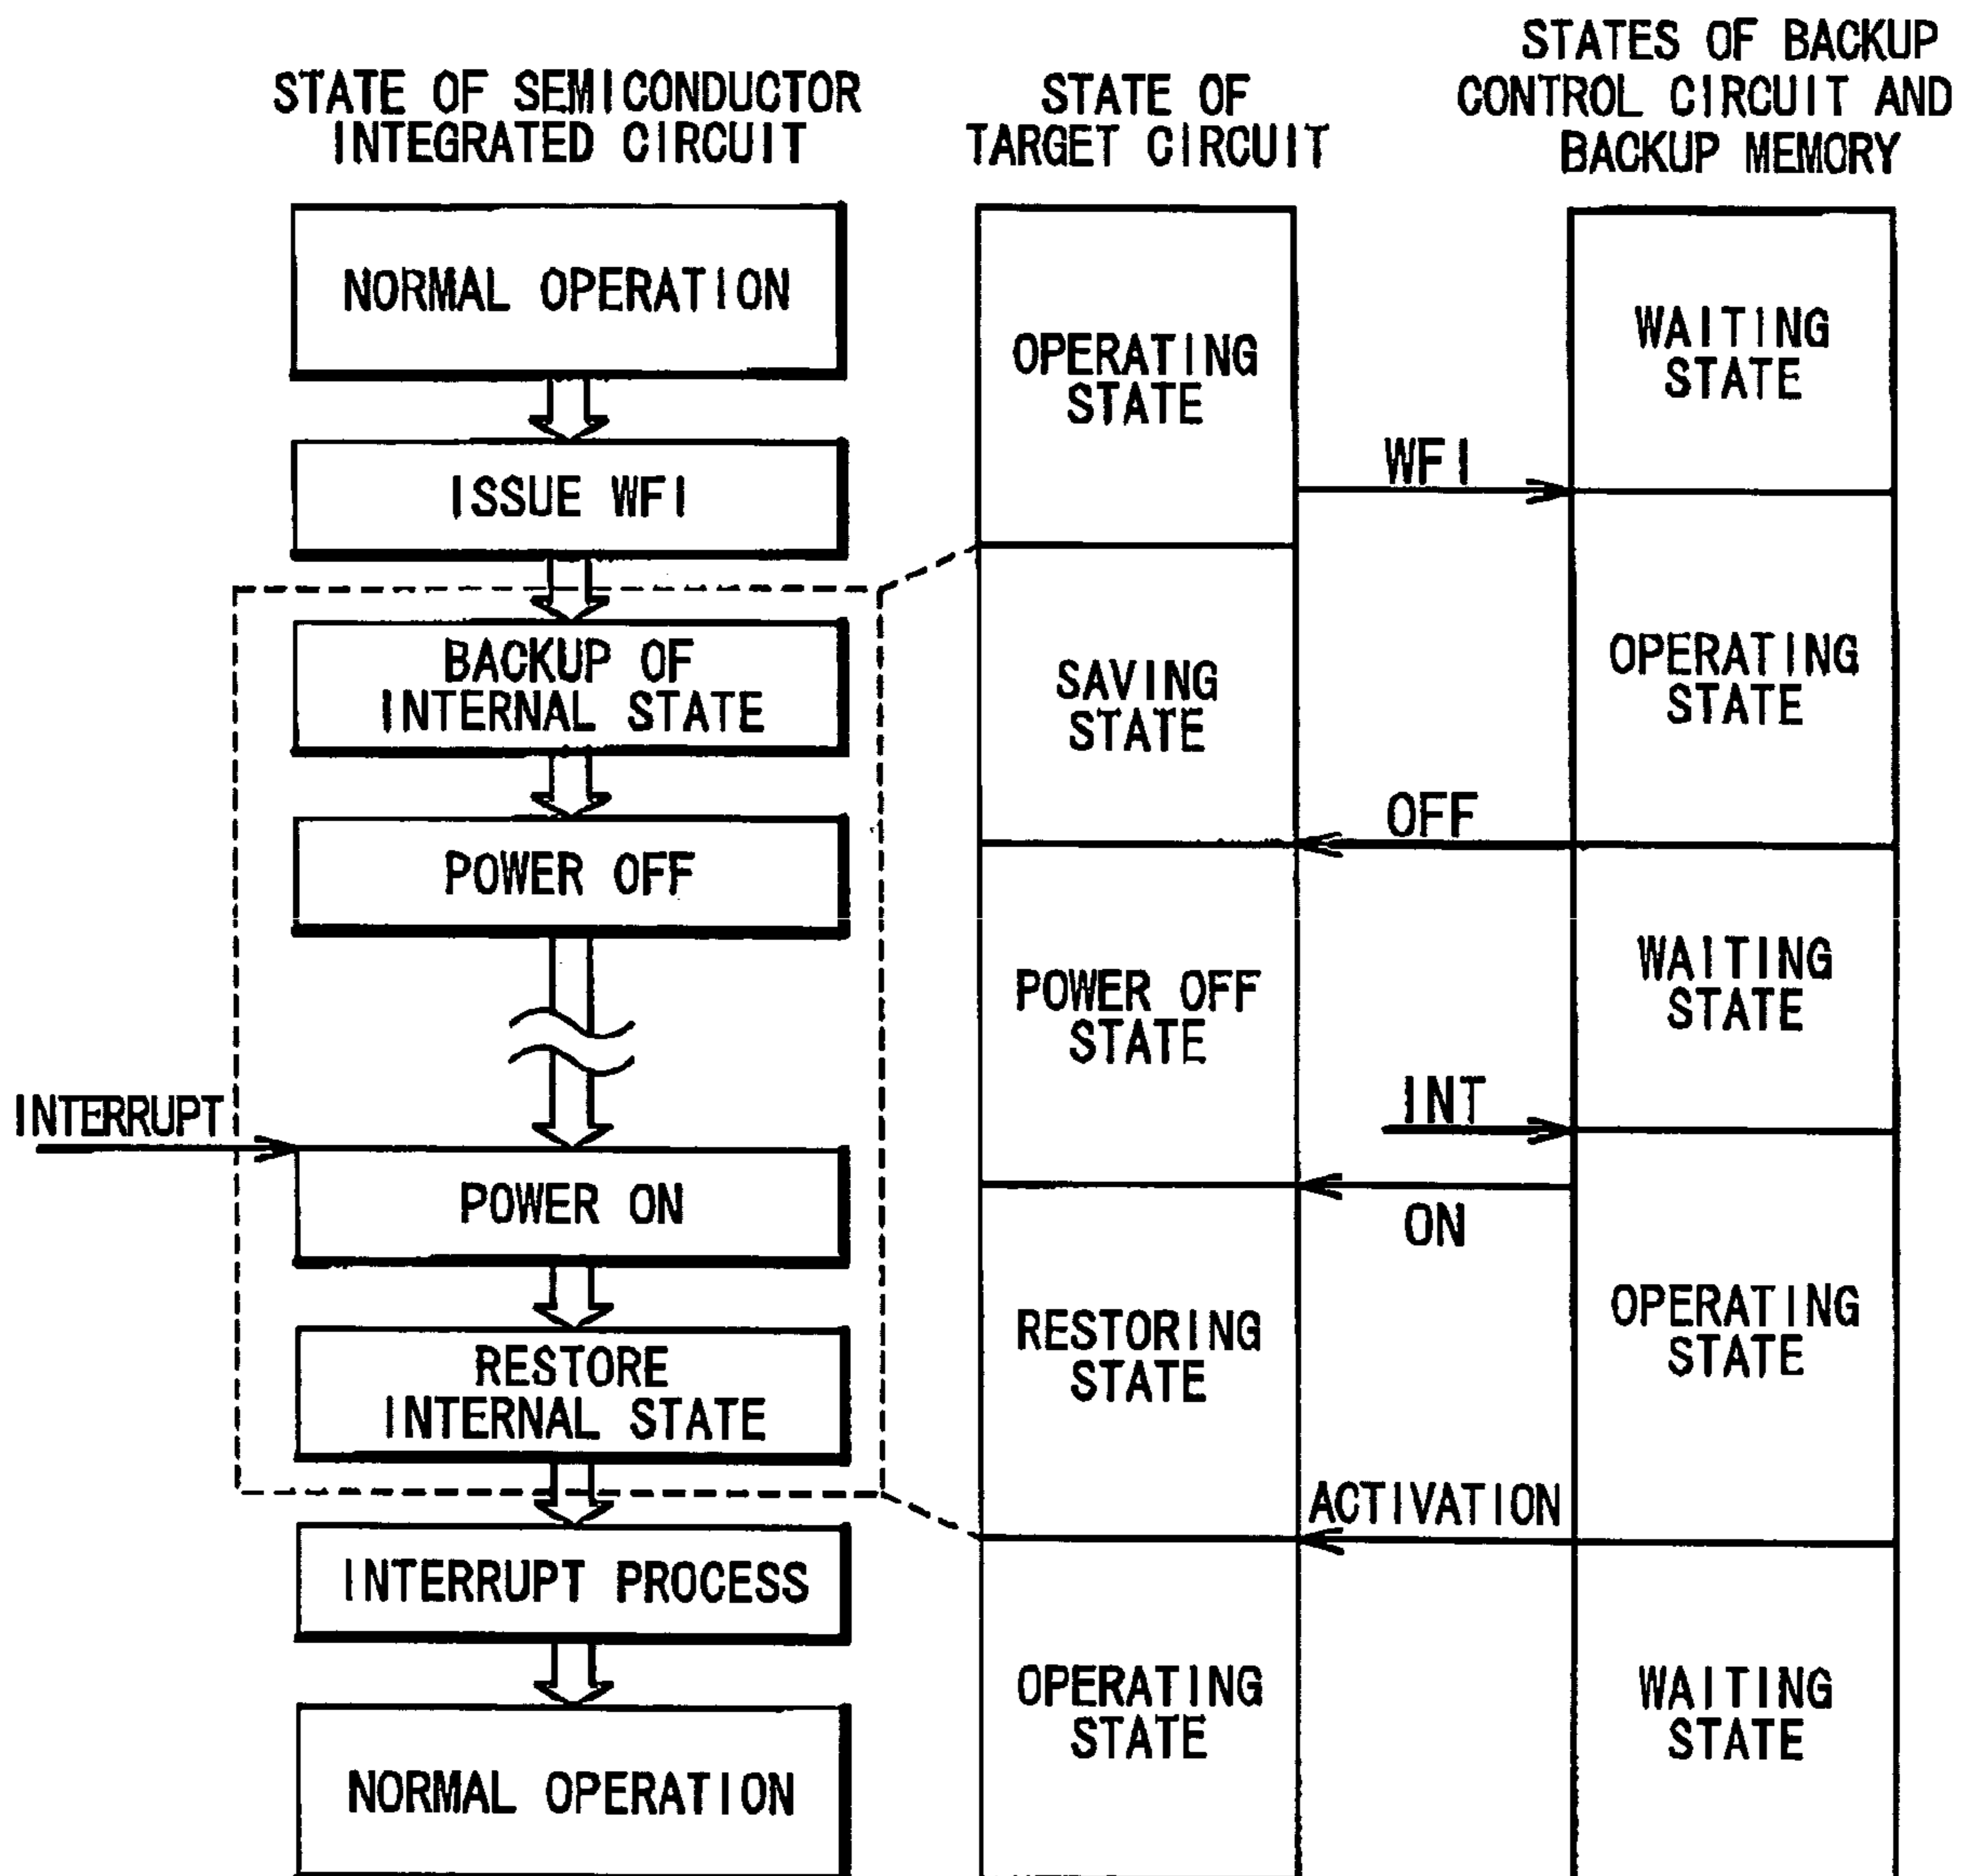 STATE OF SEMICONDUCTOR
INTEGRATED CIRCUIT
NORMAL OPERATION
ISSUE WFI
BACKUP OF
INTERNAL STATE
POWER OFF
INTERRUPT
POWER ON
RESTORE
INTERNAL STATE
INTERRUPT PROCESS
NORMAL OPERATION
STATE OF
TARGET CIRCUIT
OPERATING
STATE
SAVING
STATE
POWER OFF
STATE
RESTORING
STATE
OPERATING
STATE
WFI
OFF
INT
ON
ACTIVATION
STATES OF BACKUP
CONTROL CIRCUIT AND
BACKUP MEMORY
WAITING
STATE
OPERATING
STATE
WAITING
STATE
OPERATING
STATE
WAITING
STATE